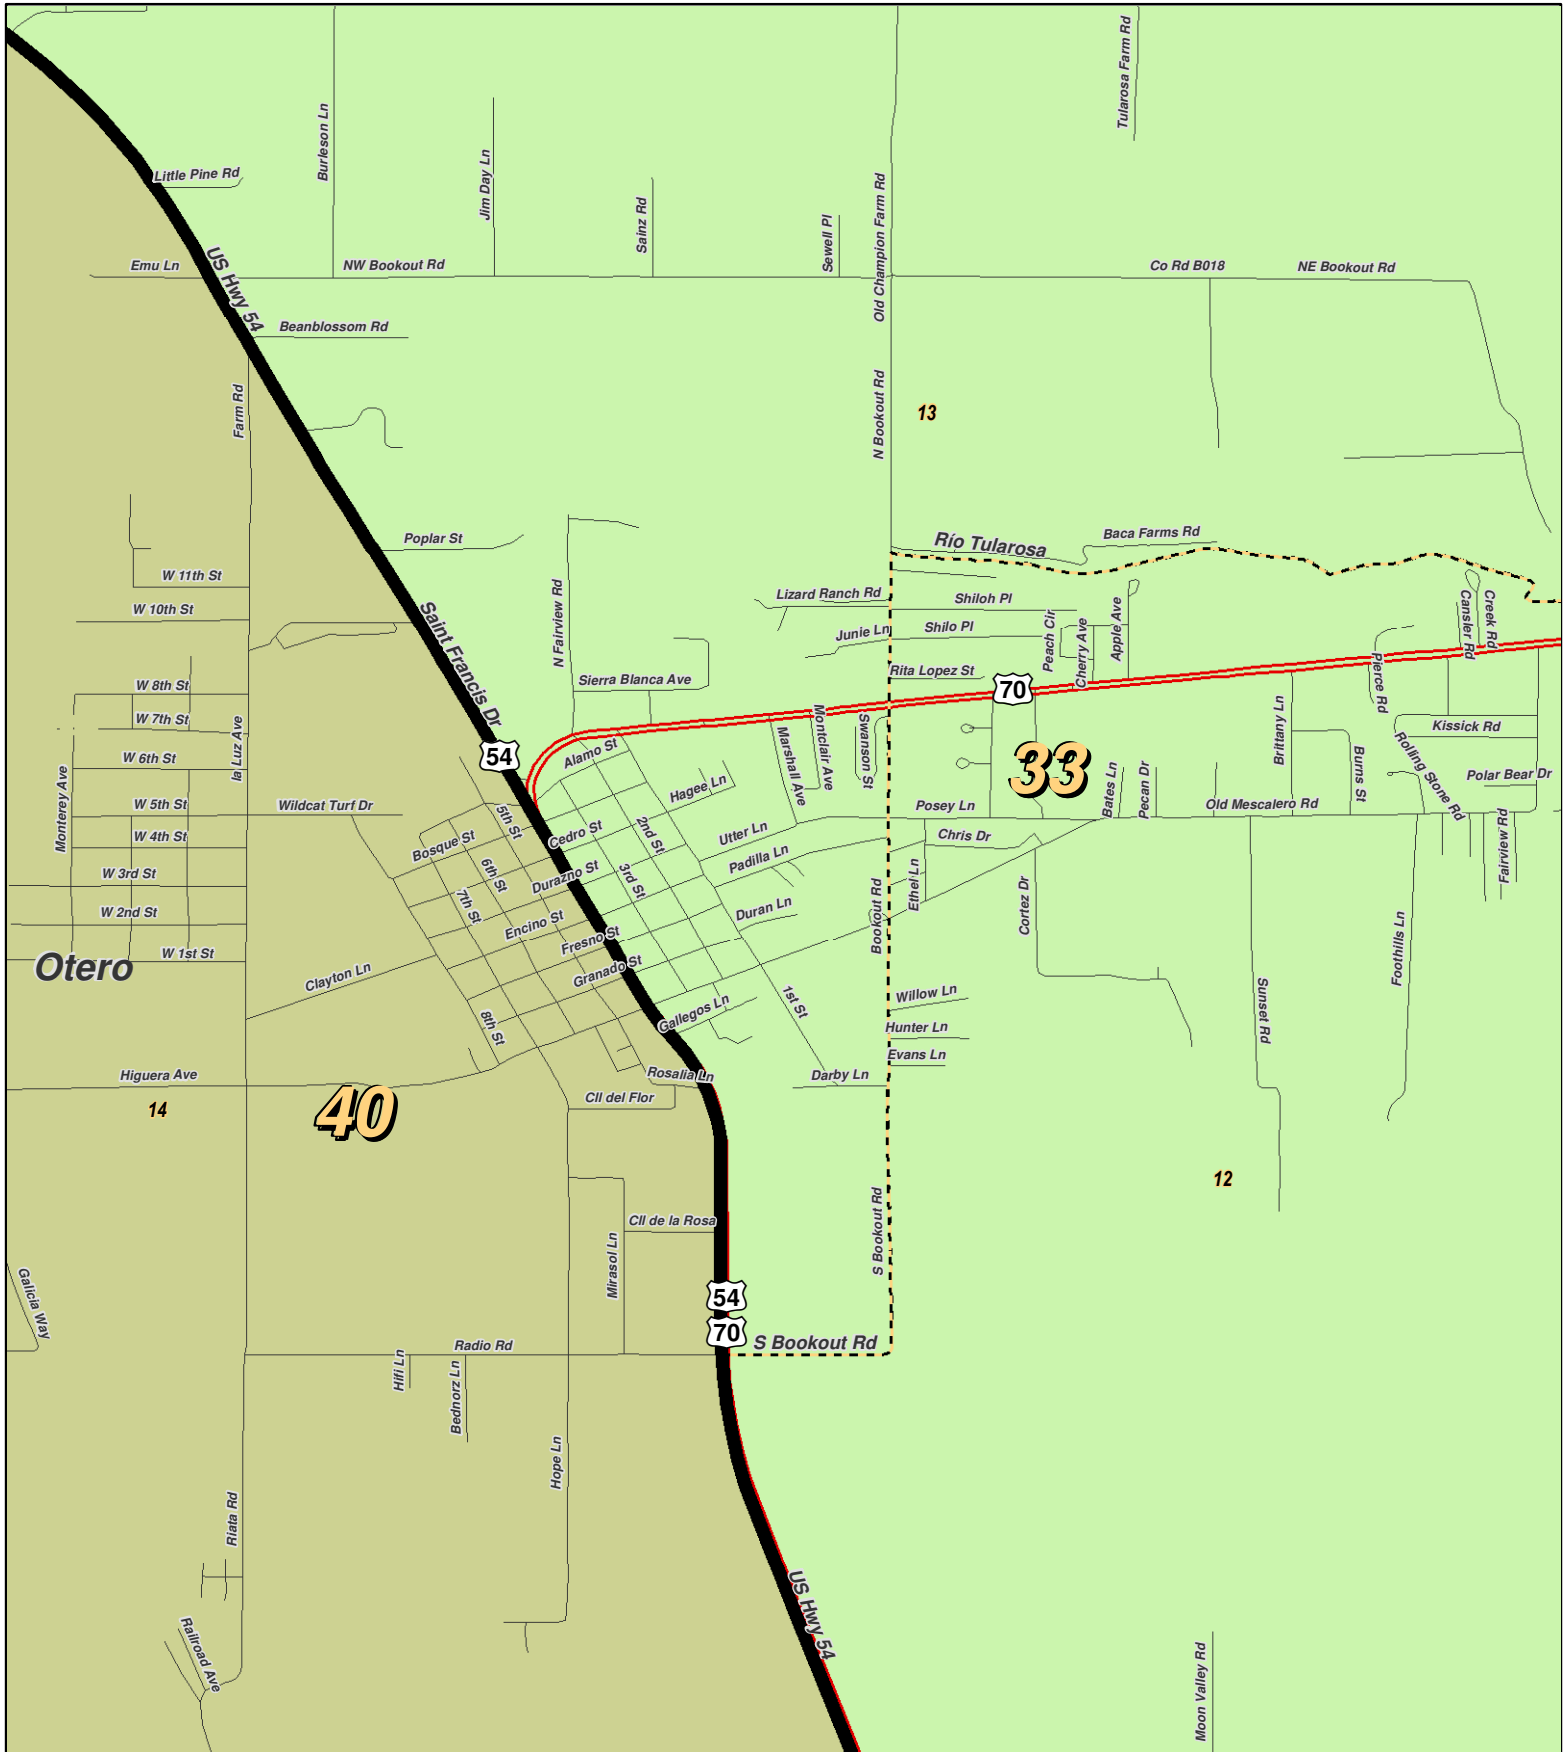 Tularosa Farm Rd
Burleson Ln
Jim Day Ln
Little Pine Rd
Sainz Rd
Sewell Pl
Old Champion Farm Rd
Emu Ln
US Hwy 54
NW Bookout Rd
Co Rd B018
NE Bookout Rd
Beanblossom Rd
Farm Rd
N Bookout Rd
13
Poplar St
Río Tularosa
Baca Farms Rd
W 11th St
W 10th St
Saint Francis Dr
N Fairview Rd
Lizard Ranch Rd
Shiloh Pl
Junie Ln
Shilo Pl
Peach Cir
Cherry Ave
Apple Ave
Cansler Rd
Creek Rd
Rita Lopez St
Pierce Rd
W 8th St
Sierra Blanca Ave
70
W 7th St
la Luz Ave
54
Alamo St
Marshall Ave
Montclair Ave
Swanson St
33
Brittany Ln
Kissick Rd
W 6th St
Monterey Ave
Hagee Ln
Bates Ln
Pecan Dr
Burns St
Rolling Stone Rd
Polar Bear Dr
W 5th St
Wildcat Turf Dr
5th St
Posey Ln
Old Mescalero Rd
W 4th St
Bosque St
Cedro St
2nd St
Utter Ln
Chris Dr
Fairview Rd
W 3rd St
6th St
Durazno St
3rd St
Padilla Ln
Ethel Ln
W 2nd St
7th St
Encino St
Duran Ln
Bookout Rd
Cortez Dr
Foothills Ln
Otero
W 1st St
Clayton Ln
Fresno St
Granado St
8th St
Gallegos Ln
1st St
Willow Ln
Hunter Ln
Evans Ln
Sunset Rd
Higuera Ave
Rosalia Ln
Darby Ln
Cll del Flor
14
40
12
Cll de la Rosa
Mirasol Ln
S Bookout Rd
Galicia Way
54
70
S Bookout Rd
Radio Rd
Hifi Ln
Bednorz Ln
Hope Ln
Riata Rd
US Hwy 54
Railroad Ave
Moon Valley Rd